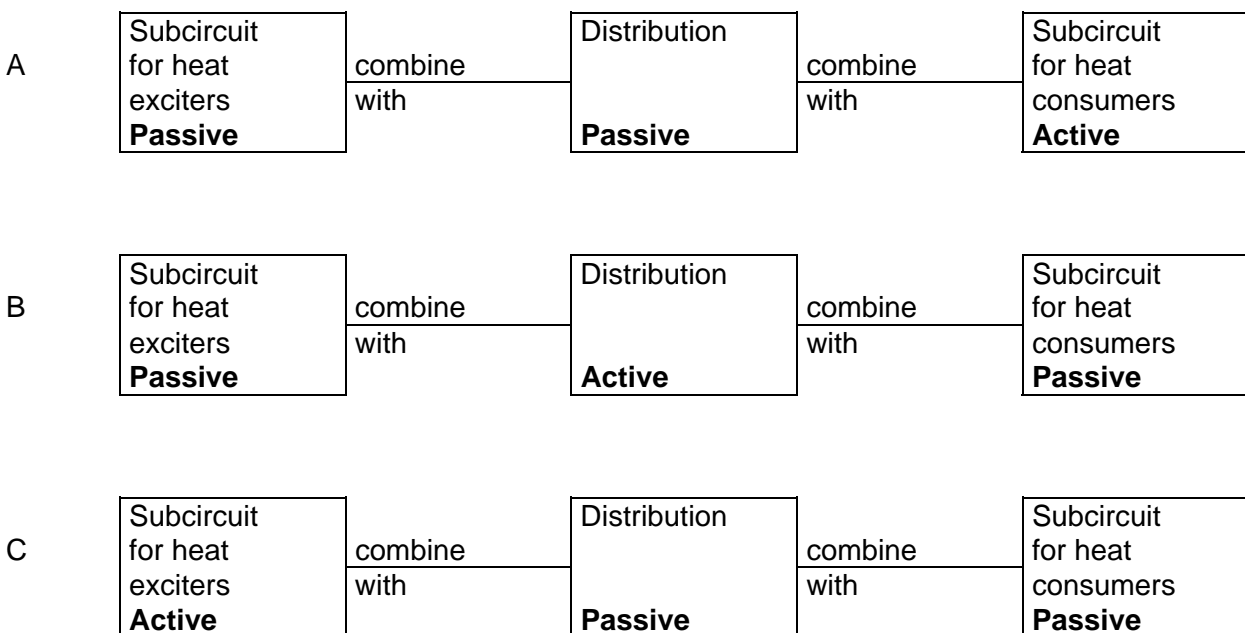 Subcircuit Distribution Subcircuit
A for heat combine combine for heat
exciters with with consumers
Passive Passive Active
Subcircuit Distribution Subcircuit
B for heat combine combine for heat
exciters with with consumers
Passive Active Passive
Subcircuit Distribution Subcircuit
C for heat combine combine for heat
exciters with with consumers
Active Passive Passive